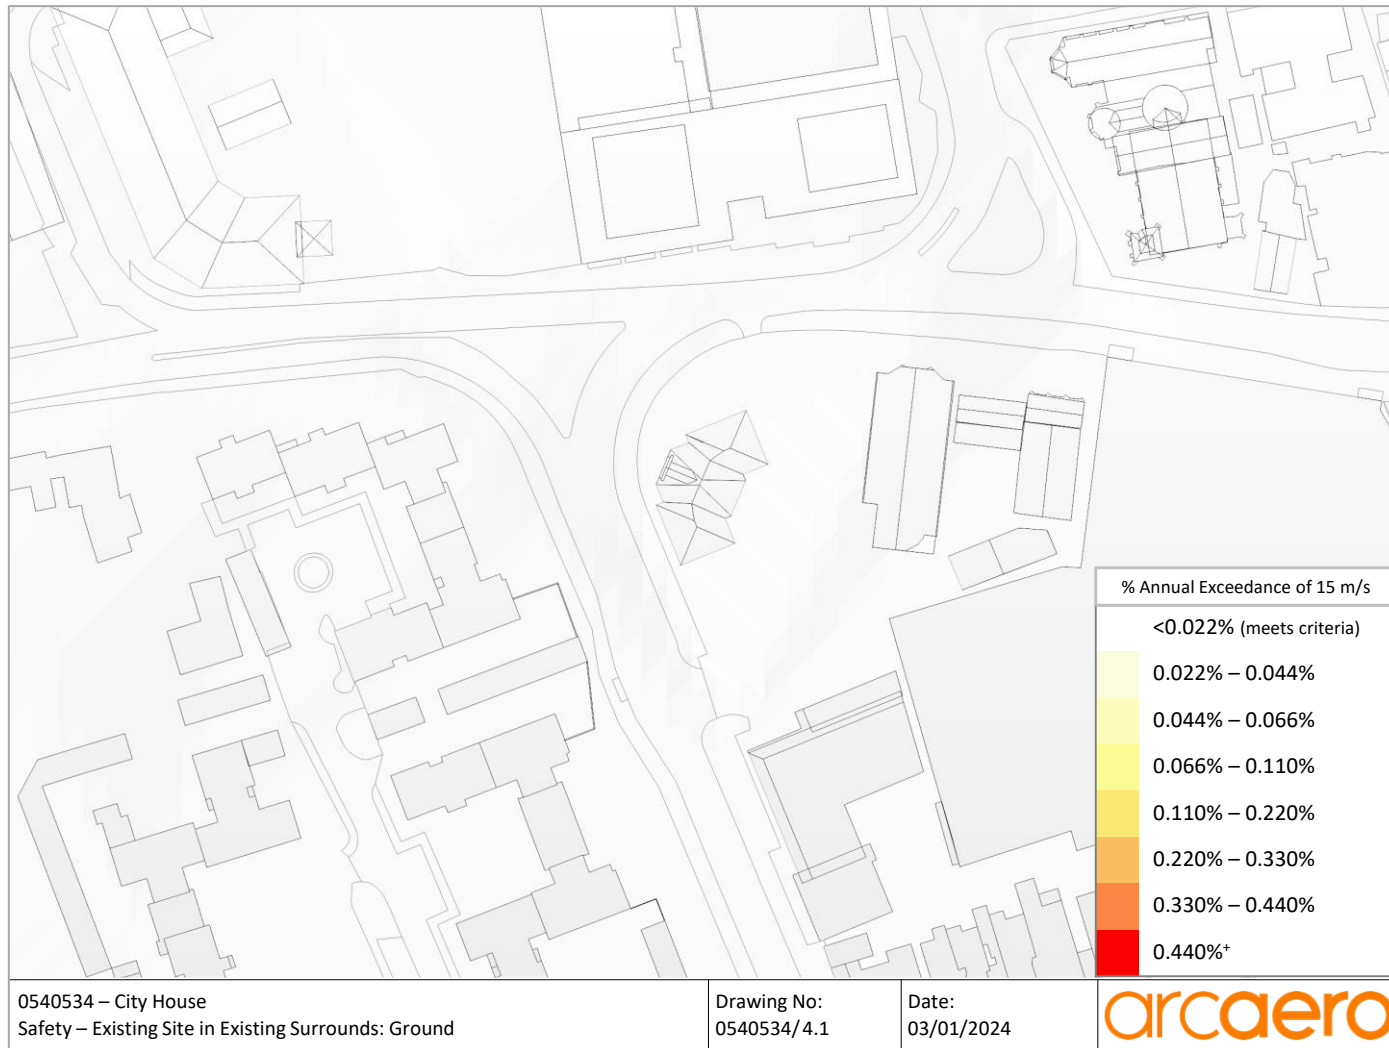 % Annual Exceedance of 15 m/s
<0.022% (meets criteria)
0.022% – 0.044%
0.044% – 0.066%
0.066% – 0.110%
0.110% – 0.220%
0.220% – 0.330%
0.330% – 0.440%
0.440%⁺
0540534 – City House
Safety – Existing Site in Existing Surrounds: Ground
Drawing No:
0540534/4.1
Date:
03/01/2024
arcaero